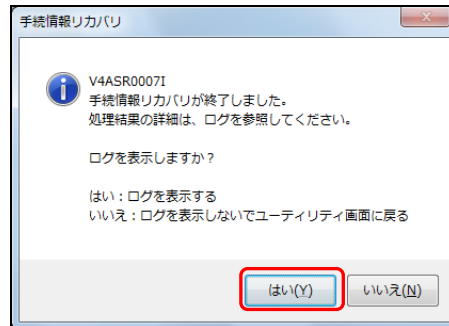 手続情報リカバリ
V4ASR0007I
手続情報リカバリが終了しました。
処理結果の詳細は、ログを参照してください。
ログを表示しますか？
はい：ログを表示する
いいえ：ログを表示しないでユーティリティ画面に戻る
はい(Y) いいえ(N)